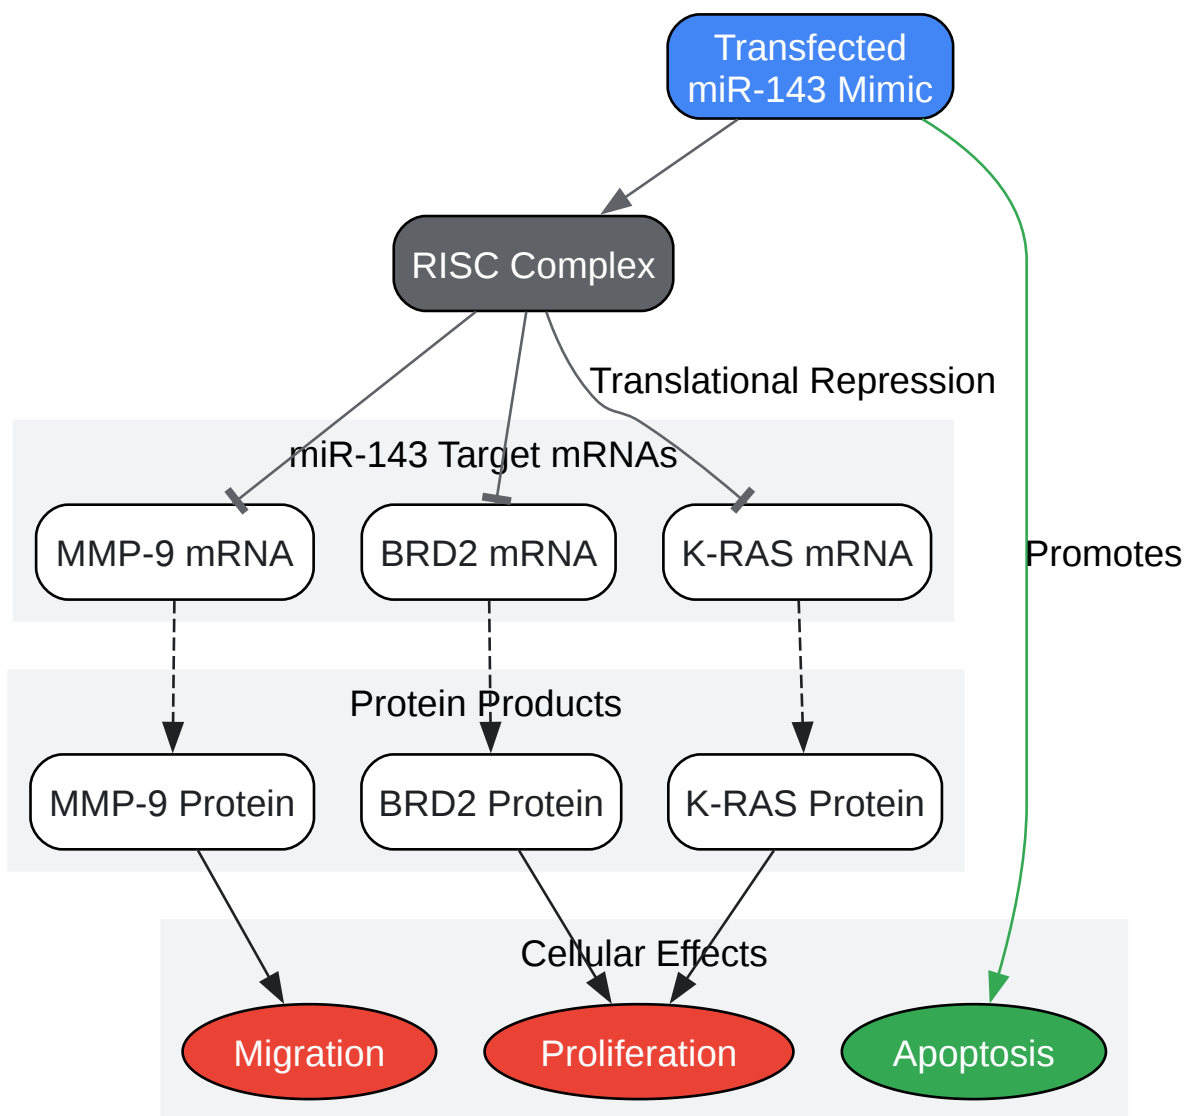 Transfected
miR-143 Mimic
RISC Complex
Translational Repression
miR-143 Target mRNAs
MMP-9 mRNA
BRD2 mRNA
K-RAS mRNA
Promotes
Protein Products
MMP-9 Protein
BRD2 Protein
K-RAS Protein
Cellular Effects
Migration
Proliferation
Apoptosis